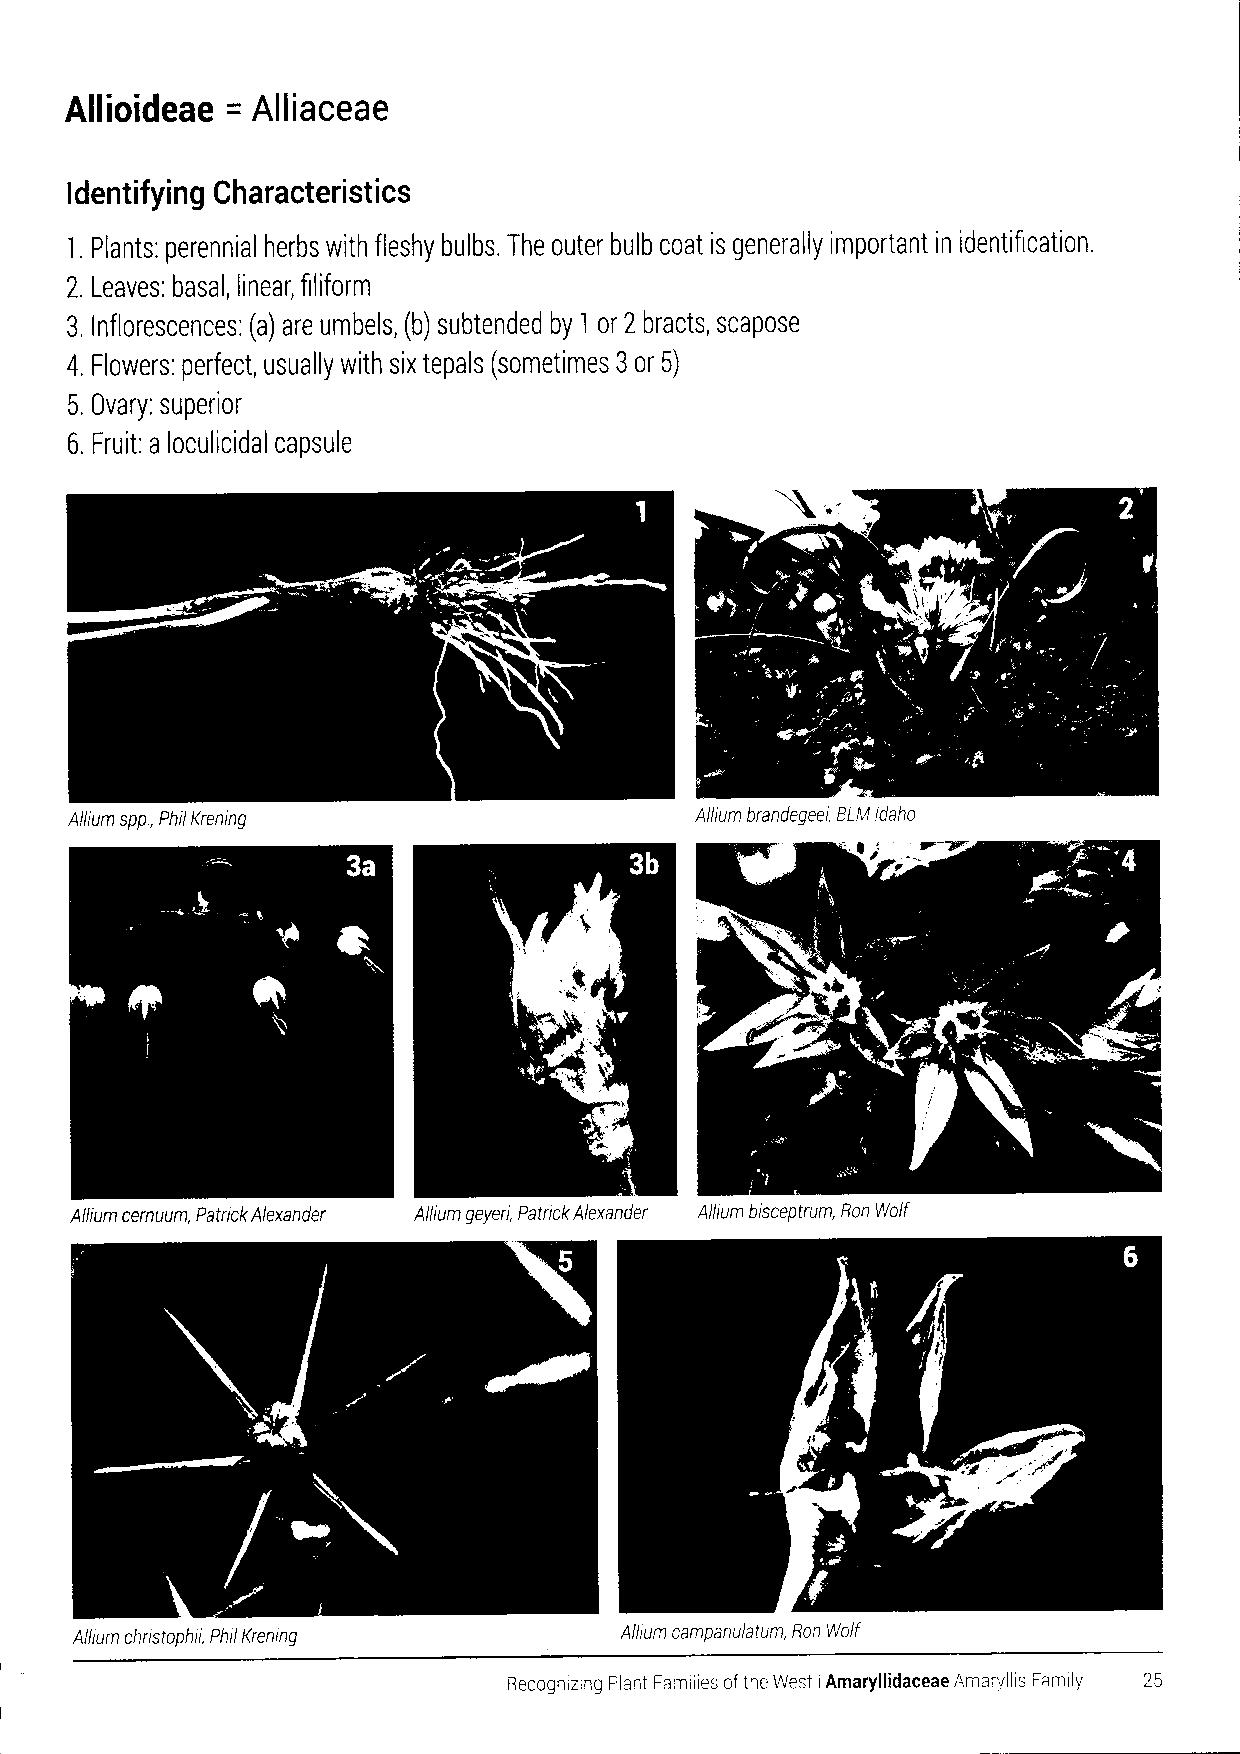 Allioideae = Alliaceae
Identifying Characteristics
1. Plants: perennial herbs with fleshy bulbs. The outer bulb coat is generally important in identification.
2. Leaves: basal, linear, filiform
3. Inflorescences: (a) are umbels, (b) subtended by 1 or 2 bracts, scapose
4. Flowers: perfect, usually with six tepals (sometimes 3 or 5)
5. Ovary: superior
6. Fruit: a loculicidal capsule
1
2
Allium spp., Phil Krening
Allium brandegeei, BLM Idaho
3a
3b
4
Allium cernuum, Patrick Alexander
Allium geyeri, Patrick Alexander
Allium bisceptrum, Ron Wolf
5
6
Allium christophii, Phil Krening
Allium campanulatum, Ron Wolf
Recognizing Plant Families of the West | Amaryllidaceae Amaryllis Family 25